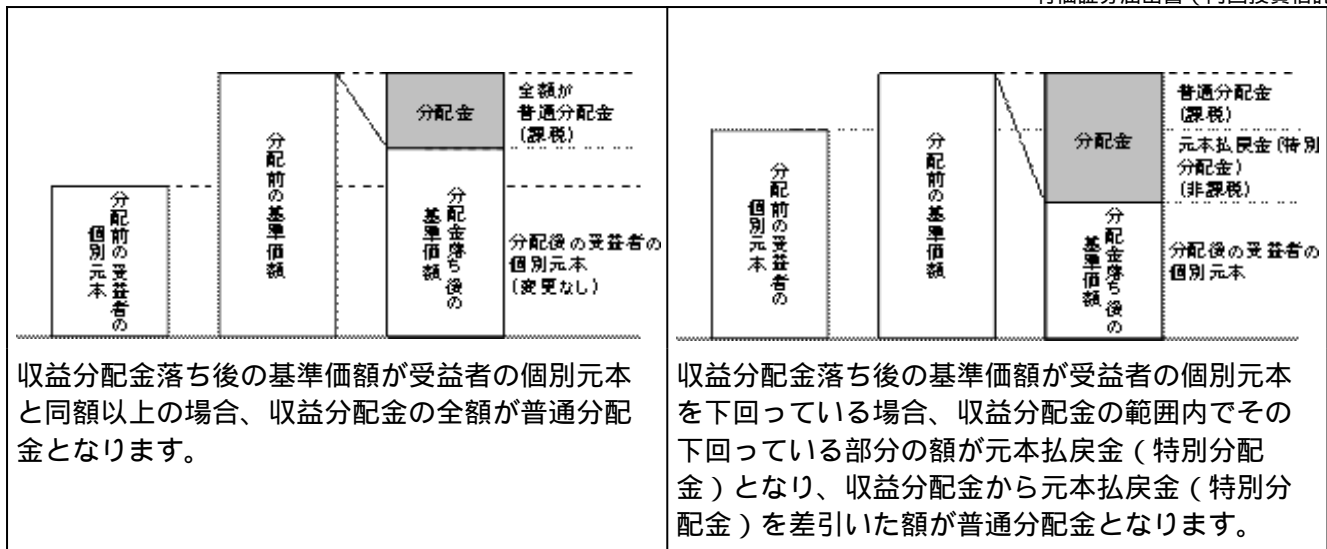 全額が
普通分配金
(課税)
分配金
分配前の受益者の
個別元本
分配前の基準価額
分配金落ち後の
基準価額
分配後の受益者の
個別元本
(変更なし)
収益分配金落ち後の基準価額が受益者の個別元本
と同額以上の場合、収益分配金の全額が普通分配
金となります。
普通分配金
(課税)
分配金
元本払戻金(特別
分配金)
(非課税)
分配前の受益者の
個別元本
分配前の基準価額
分配金落ち後の
基準価額
分配後の受益者の
個別元本
収益分配金落ち後の基準価額が受益者の個別元本
を下回っている場合、収益分配金の範囲内でその
下回っている部分の額が元本払戻金(特別分配
金)となり、収益分配金から元本払戻金(特別分
配金)を差引いた額が普通分配金となります。